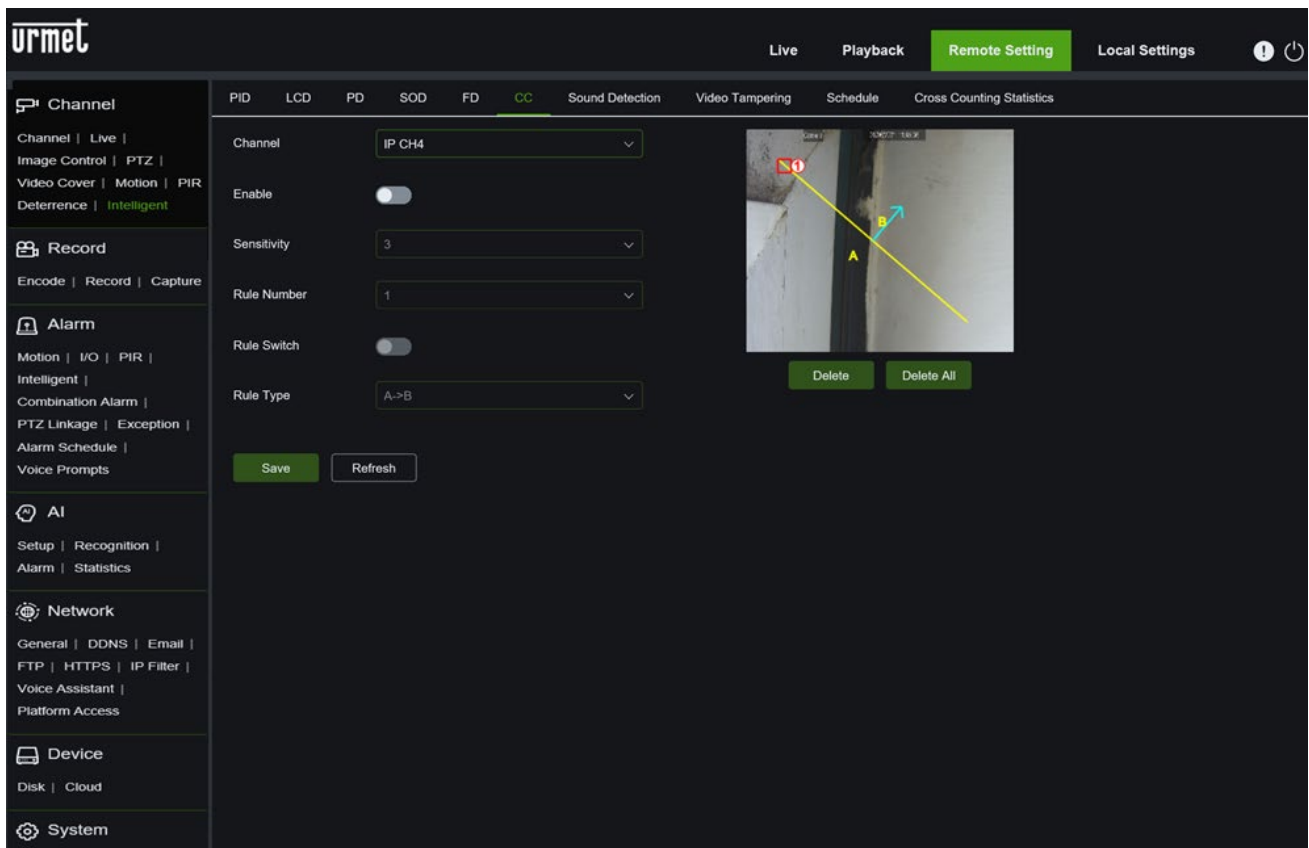 urmet
Live Playback Remote Setting Local Settings
Channel
Channel | Live |
Image Control | PTZ |
Video Cover | Motion | PIR
Deterrence | Intelligent
Record
Encode | Record | Capture
Alarm
Motion | I/O | PIR |
Intelligent |
Combination Alarm |
PTZ Linkage | Exception |
Alarm Schedule |
Voice Prompts
AI
Setup | Recognition |
Alarm | Statistics
Network
General | DDNS | Email |
FTP | HTTPS | IP Filter |
Voice Assistant |
Platform Access
Device
Disk | Cloud
System
PID LCD PD SOD FD CC Sound Detection Video Tampering Schedule Cross Counting Statistics
Channel IP CH4
Enable
Sensitivity 3
Rule Number 1
Rule Switch
Rule Type A->B
Save Refresh
1
B
A
Delete Delete All